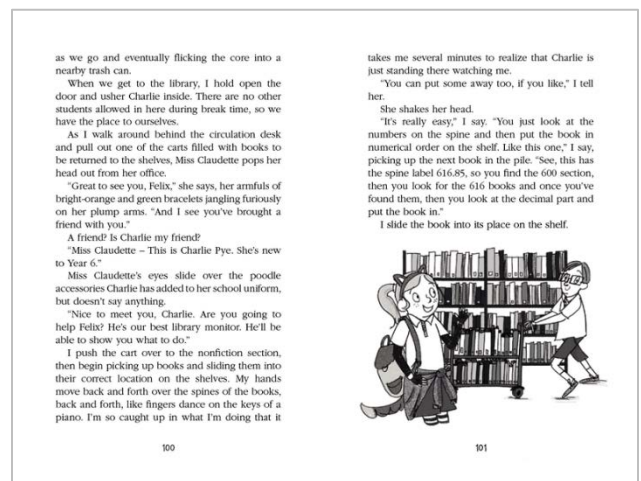 as we go and eventually flicking the core into a
nearby trash can.
When we get to the library, I hold open the
door and usher Charlie inside. There are no other
students allowed in here during break time, so we
have the place to ourselves.
As I walk around behind the circulation desk
and pull out one of the carts filled with books to
be returned to the shelves, Miss Claudette pops her
head out from her office.
"Great to see you, Felix," she says, her armfuls of
bright-orange and green bracelets jangling furiously
on her plump arms. "And I see you've brought a
friend with you."
A friend? Is Charlie my friend?
"Miss Claudette – This is Charlie Pye. She's new
to Year 6."
Miss Claudette's eyes slide over the poodle
accessories Charlie has added to her school uniform,
but doesn't say anything.
"Nice to meet you, Charlie. Are you going to
help Felix? He's our best library monitor. He'll be
able to show you what to do."
I push the cart over to the nonfiction section,
then begin picking up books and sliding them into
their correct location on the shelves. My hands
move back and forth over the spines of the books,
back and forth, like fingers dance on the keys of a
piano. I'm so caught up in what I'm doing that it
100
takes me several minutes to realize that Charlie is
just standing there watching me.
"You can put some away too, if you like," I tell
her.
She shakes her head.
"It's really easy," I say. "You just look at the
numbers on the spine and then put the book in
numerical order on the shelf. Like this one," I say,
picking up the next book in the pile. "See, this has
the spine label 616.85, so you find the 600 section,
then you look for the 616 books and once you've
found them, then you look at the decimal part and
put the book in."
I slide the book into its place on the shelf.
101